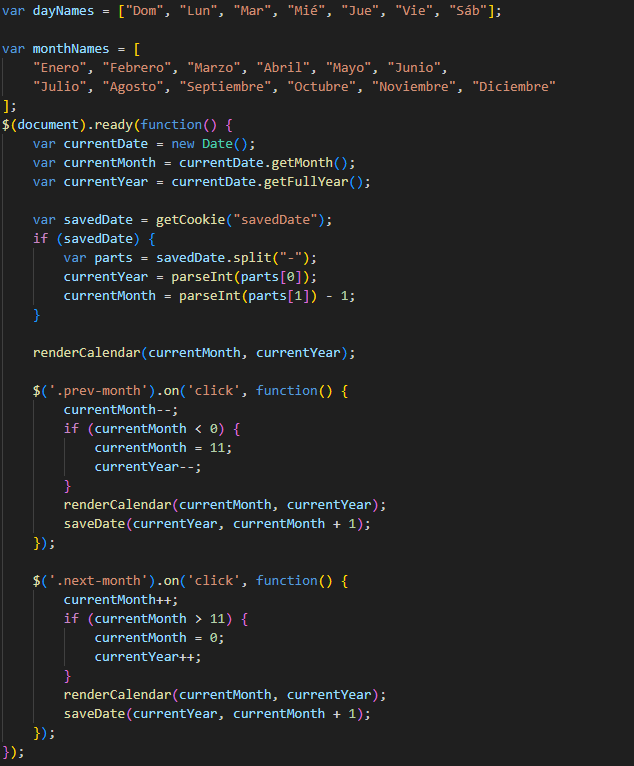 var dayNames = ["Dom", "Lun", "Mar", "Mié", "Jue", "Vie", "Sáb"];
var monthNames = [
"Enero", "Febrero", "Marzo", "Abril", "Mayo", "Junio",
"Julio", "Agosto", "Septiembre", "Octubre", "Noviembre", "Diciembre"
];
$(document).ready(function() {
var currentDate = new Date();
var currentMonth = currentDate.getMonth();
var currentYear = currentDate.getFullYear();
var savedDate = getCookie("savedDate");
if (savedDate) {
var parts = savedDate.split("-");
currentYear = parseInt(parts[0]);
currentMonth = parseInt(parts[1]) - 1;
}
renderCalendar(currentMonth, currentYear);
$('.prev-month').on('click', function() {
currentMonth--;
if (currentMonth < 0) {
currentMonth = 11;
currentYear--;
}
renderCalendar(currentMonth, currentYear);
saveDate(currentYear, currentMonth + 1);
});
$('.next-month').on('click', function() {
currentMonth++;
if (currentMonth > 11) {
currentMonth = 0;
currentYear++;
}
renderCalendar(currentMonth, currentYear);
saveDate(currentYear, currentMonth + 1);
});
});